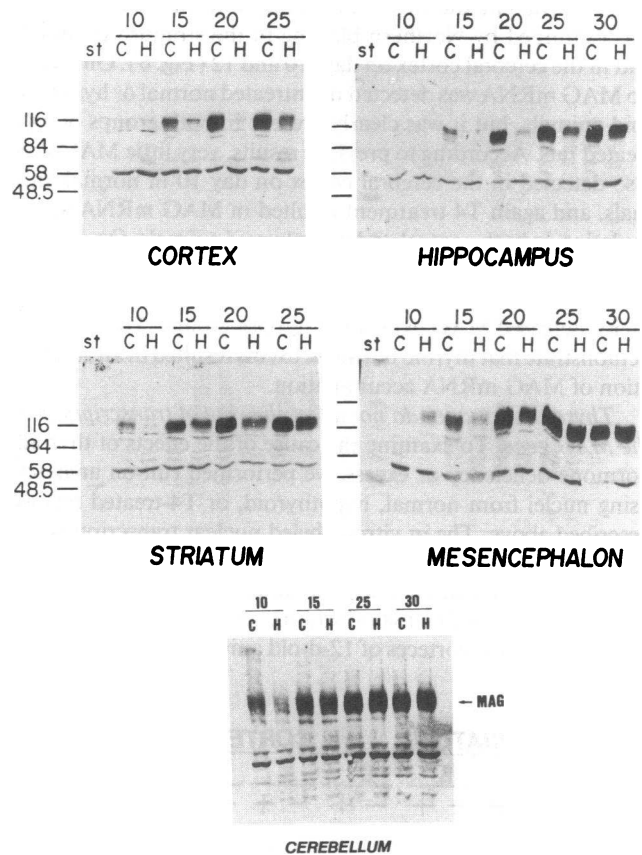 10 15 20 25
st C H C H C H C H
116
84
58
48.5
CORTEX
10 15 20 25 30
st C H C H C H C H C H
HIPPOCAMPUS
10 15 20 25
st C H C H C H C H
116
84
58
48.5
STRIATUM
10 15 20 25 30
st C H C H C H C H C H
MESENCEPHALON
10 15 25 30
C H C H C H C H
← MAG
CEREBELLUM